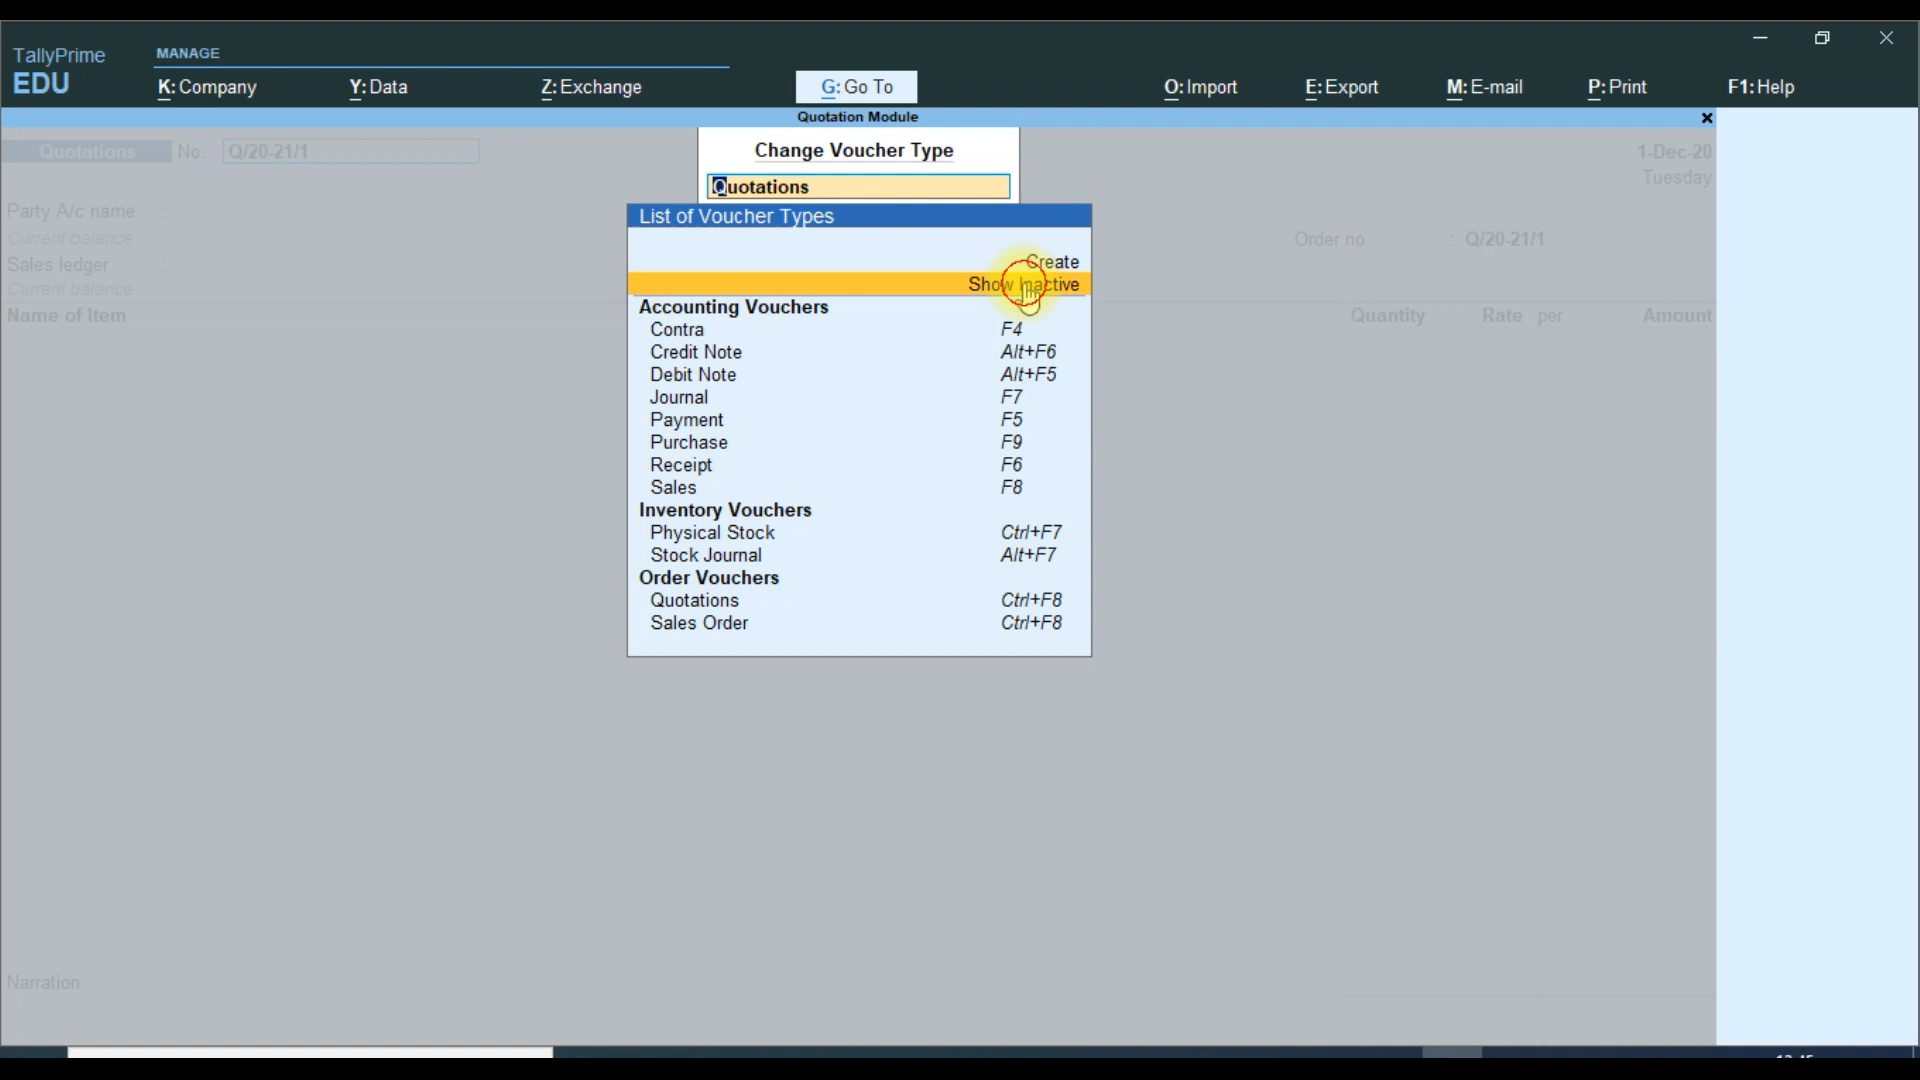 TallyPrime
EDU
MANAGE
K: Company
Y: Data
Z: Exchange
G: Go To
O: Import
E: Export
M: E-mail
P: Print
F1: Help
Quotation Module
Quotations No. Q/20-21/1
1-Dec-20
Tuesday
Change Voucher Type
Quotations
Party A/c name :
Current balance :
Sales ledger :
Current balance :
Order no. : Q/20-21/1
Name of Item Quantity Rate per Amount
List of Voucher Types
Create
Show Inactive
Accounting Vouchers
Contra F4
Credit Note Alt+F6
Debit Note Alt+F5
Journal F7
Payment F5
Purchase F9
Receipt F6
Sales F8
Inventory Vouchers
Physical Stock Ctrl+F7
Stock Journal Alt+F7
Order Vouchers
Quotations Ctrl+F8
Sales Order Ctrl+F8
Narration: